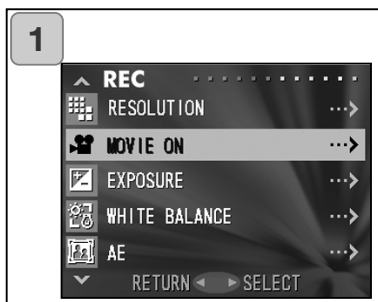 1
REC
RESOLUTION
MOVIE ON
EXPOSURE
WHITE BALANCE
AE
RETURN SELECT